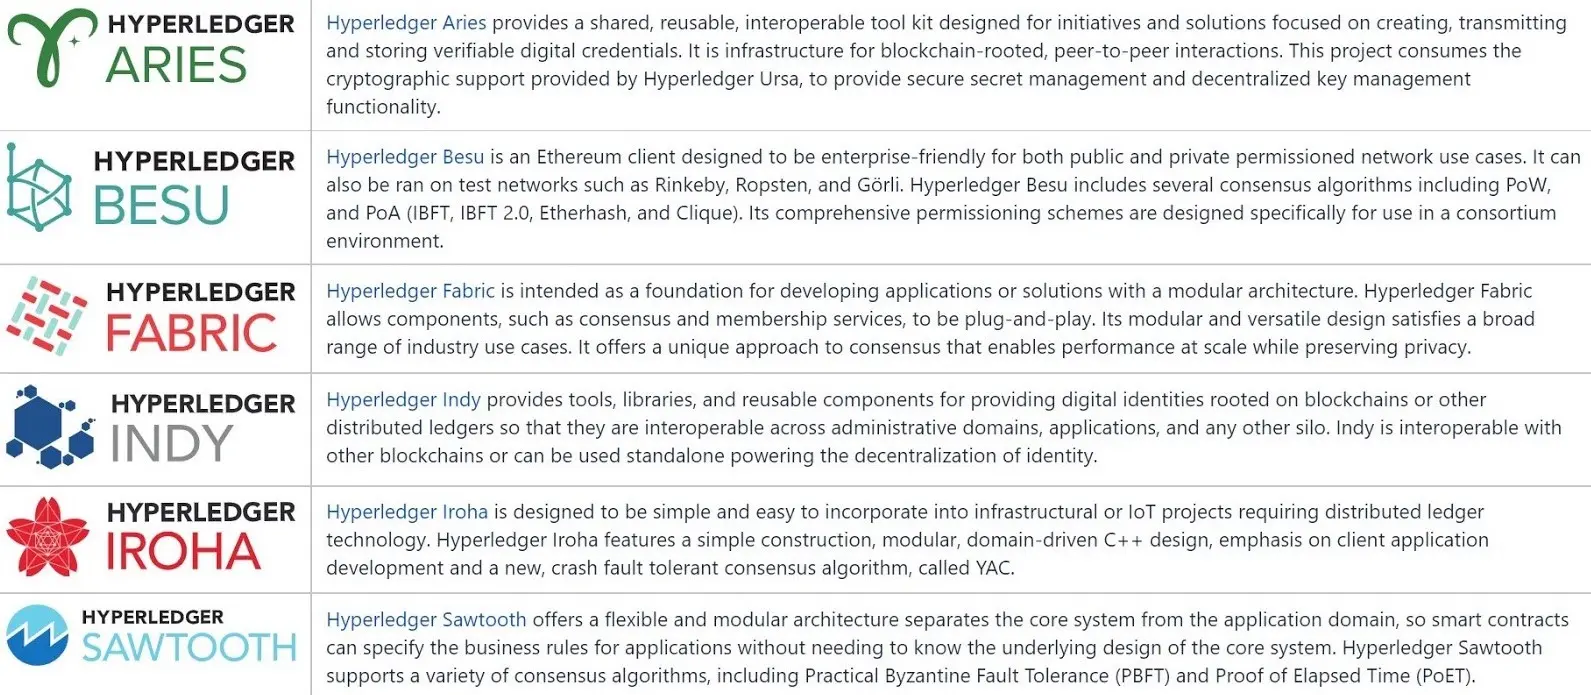 HYPERLEDGER
ARIES
Hyperledger Aries provides a shared, reusable, interoperable tool kit designed for initiatives and solutions focused on creating, transmitting
and storing verifiable digital credentials. It is infrastructure for blockchain-rooted, peer-to-peer interactions. This project consumes the
cryptographic support provided by Hyperledger Ursa, to provide secure secret management and decentralized key management
functionality.
HYPERLEDGER
BESU
Hyperledger Besu is an Ethereum client designed to be enterprise-friendly for both public and private permissioned network use cases. It can
also be ran on test networks such as Rinkeby, Ropsten, and Görli. Hyperledger Besu includes several consensus algorithms including PoW,
and PoA (IBFT, IBFT 2.0, Etherhash, and Clique). Its comprehensive permissioning schemes are designed specifically for use in a consortium
environment.
HYPERLEDGER
FABRIC
Hyperledger Fabric is intended as a foundation for developing applications or solutions with a modular architecture. Hyperledger Fabric
allows components, such as consensus and membership services, to be plug-and-play. Its modular and versatile design satisfies a broad
range of industry use cases. It offers a unique approach to consensus that enables performance at scale while preserving privacy.
HYPERLEDGER
INDY
Hyperledger Indy provides tools, libraries, and reusable components for providing digital identities rooted on blockchains or other
distributed ledgers so that they are interoperable across administrative domains, applications, and any other silo. Indy is interoperable with
other blockchains or can be used standalone powering the decentralization of identity.
HYPERLEDGER
IROHA
Hyperledger Iroha is designed to be simple and easy to incorporate into infrastructural or IoT projects requiring distributed ledger
technology. Hyperledger Iroha features a simple construction, modular, domain-driven C++ design, emphasis on client application
development and a new, crash fault tolerant consensus algorithm, called YAC.
HYPERLEDGER
SAWTOOTH
Hyperledger Sawtooth offers a flexible and modular architecture separates the core system from the application domain, so smart contracts
can specify the business rules for applications without needing to know the underlying design of the core system. Hyperledger Sawtooth
supports a variety of consensus algorithms, including Practical Byzantine Fault Tolerance (PBFT) and Proof of Elapsed Time (PoET).